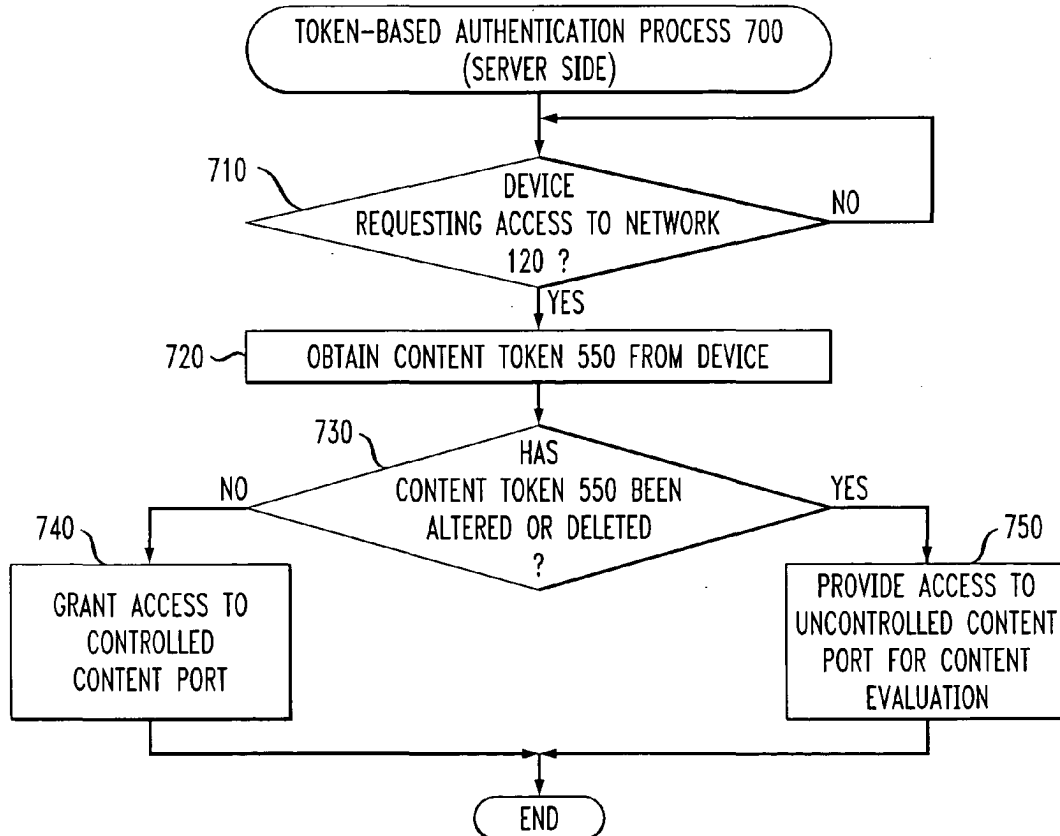 TOKEN-BASED AUTHENTICATION PROCESS 700
(SERVER SIDE)
710
DEVICE
REQUESTING ACCESS TO NETWORK
120 ?
NO
YES
720
OBTAIN CONTENT TOKEN 550 FROM DEVICE
730
HAS
CONTENT TOKEN 550 BEEN
ALTERED OR DELETED
?
NO
YES
740
GRANT ACCESS TO
CONTROLLED
CONTENT PORT
750
PROVIDE ACCESS TO
UNCONTROLLED CONTENT
PORT FOR CONTENT
EVALUATION
END